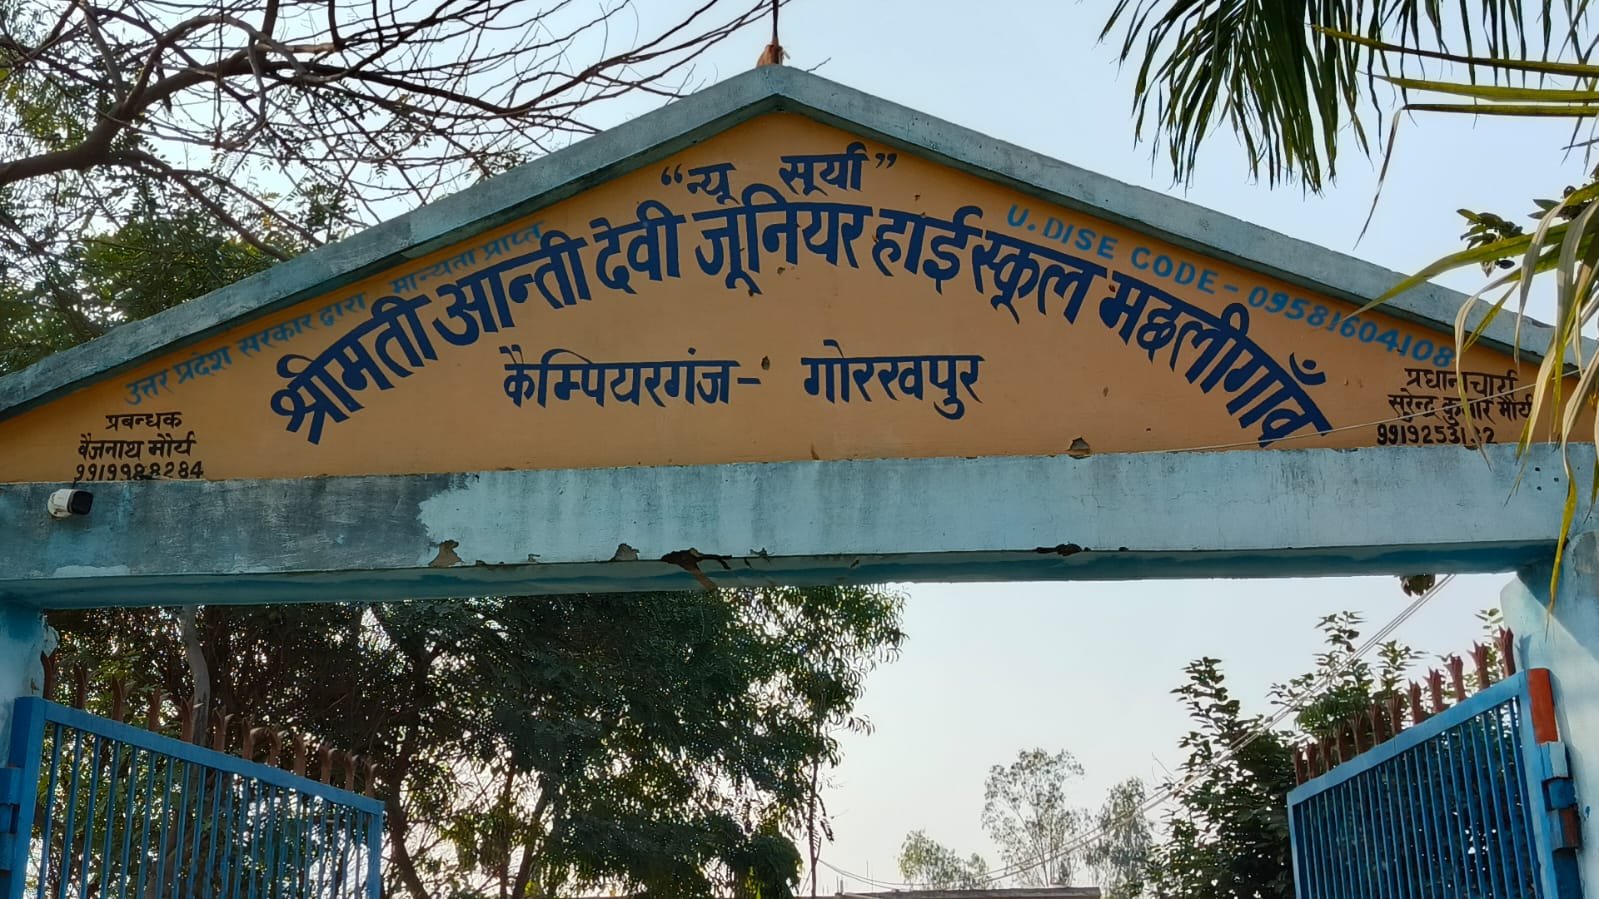 “न्यू सूर्या”
उत्तर प्रदेश सरकार द्वारा मान्यता प्राप्त
U.DISE CODE-09581604108
श्रीमती आन्ती देवी जूनियर हाई स्कूल मछलीगाँव
कैम्पियरगंज- गोरखपुर
प्रबन्धक
बैजनाथ मौर्य
9919988284
प्रधानाचार्य
सुरेन्द्र कुमार मौर्य